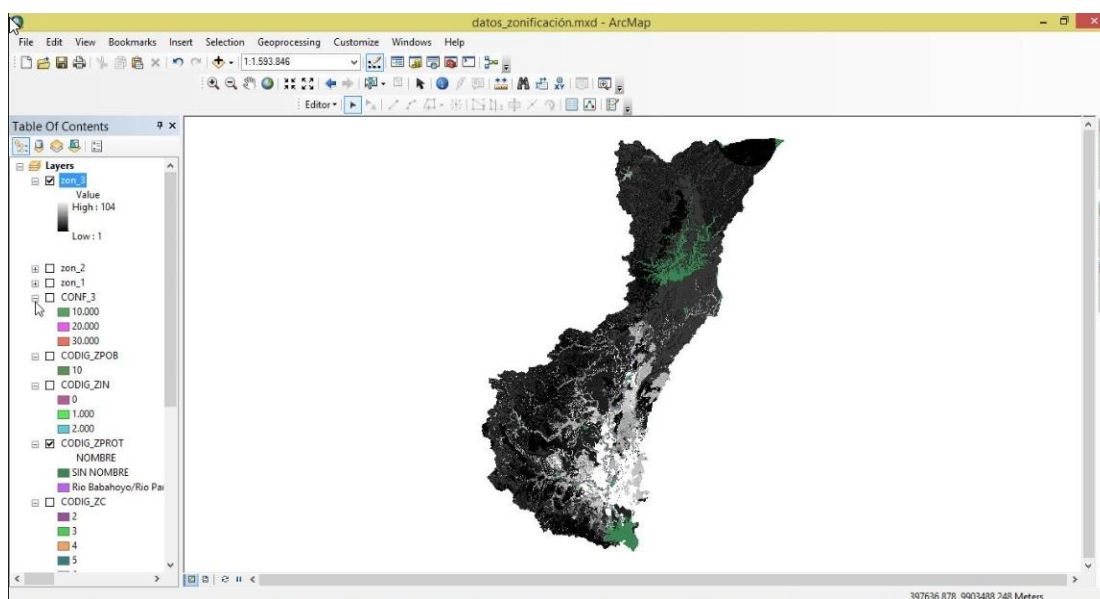 datos_zonificación.mxd - ArcMap
File Edit View Bookmarks Insert Selection Geoprocessing Customize Windows Help
1:1.593.846
Editor
Table Of Contents
Layers
zon_3
Value
High : 104
Low : 1
zon_2
zon_1
CONF_3
10.000
20.000
30.000
CODIG_ZPOB
10
CODIG_ZIN
0
1.000
2.000
CODIG_ZPROT
NOMBRE
SIN NOMBRE
Rio Babahoyo/Rio Pa
CODIG_ZC
2
3
4
5
397636,878 9903488,248 Meters